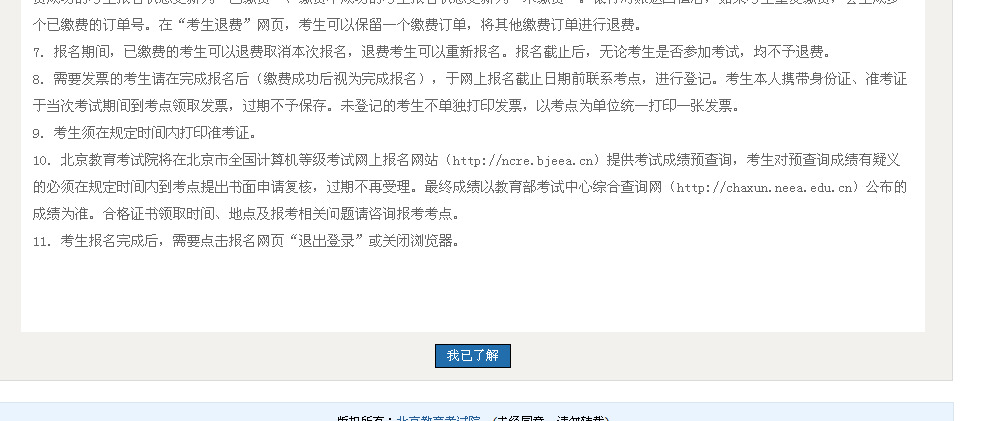 个已缴费的订单号。在“考生退费”网页，考生可以保留一个缴费订单，将其他缴费订单进行退费。
7. 报名期间，已缴费的考生可以退费取消本次报名，退费考生可以重新报名。报名截止后，无论考生是否参加考试，均不予退费。
8. 需要发票的考生请在完成报名后（缴费成功后视为完成报名），于网上报名截止日期前联系考点，进行登记。考生本人携带身份证、准考证
于当次考试期间到考点领取发票，过期不予保存。未登记的考生不单独打印发票，以考点为单位统一打印一张发票。
9. 考生须在规定时间内打印准考证。
10. 北京教育考试院将在北京市全国计算机等级考试网上报名网站（http://ncre.bjeea.cn）提供考试成绩预查询，考生对预查询成绩有疑义
的必须在规定时间内到考点提出书面申请复核，过期不再受理。最终成绩以教育部考试中心综合查询网（http://chaxun.neea.edu.cn）公布的
成绩为准。合格证书领取时间、地点及报考相关问题请咨询报考考点。
11. 考生报名完成后，需要点击报名网页“退出登录”或关闭浏览器。
我已了解
版权所有：北京教育考试院 (未经同意，请勿转载)